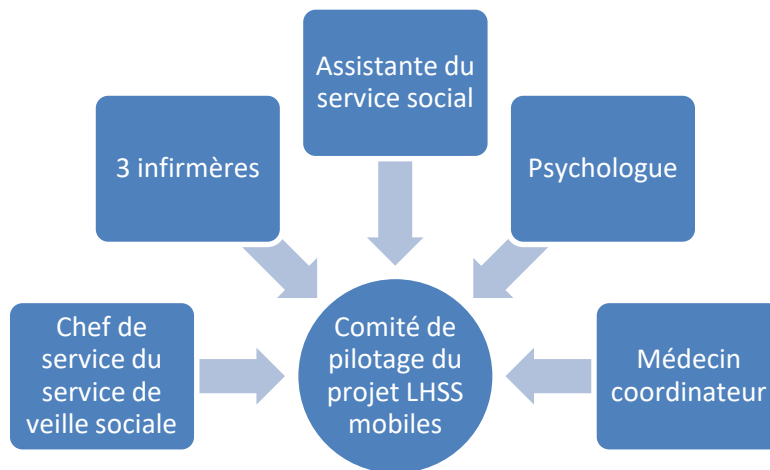 Assistante du
service social
3 infirmères
Psychologue
Chef de
service du
service de
veille sociale
Comité de
pilotage du
projet LHSS
mobiles
Médecin
coordinateur